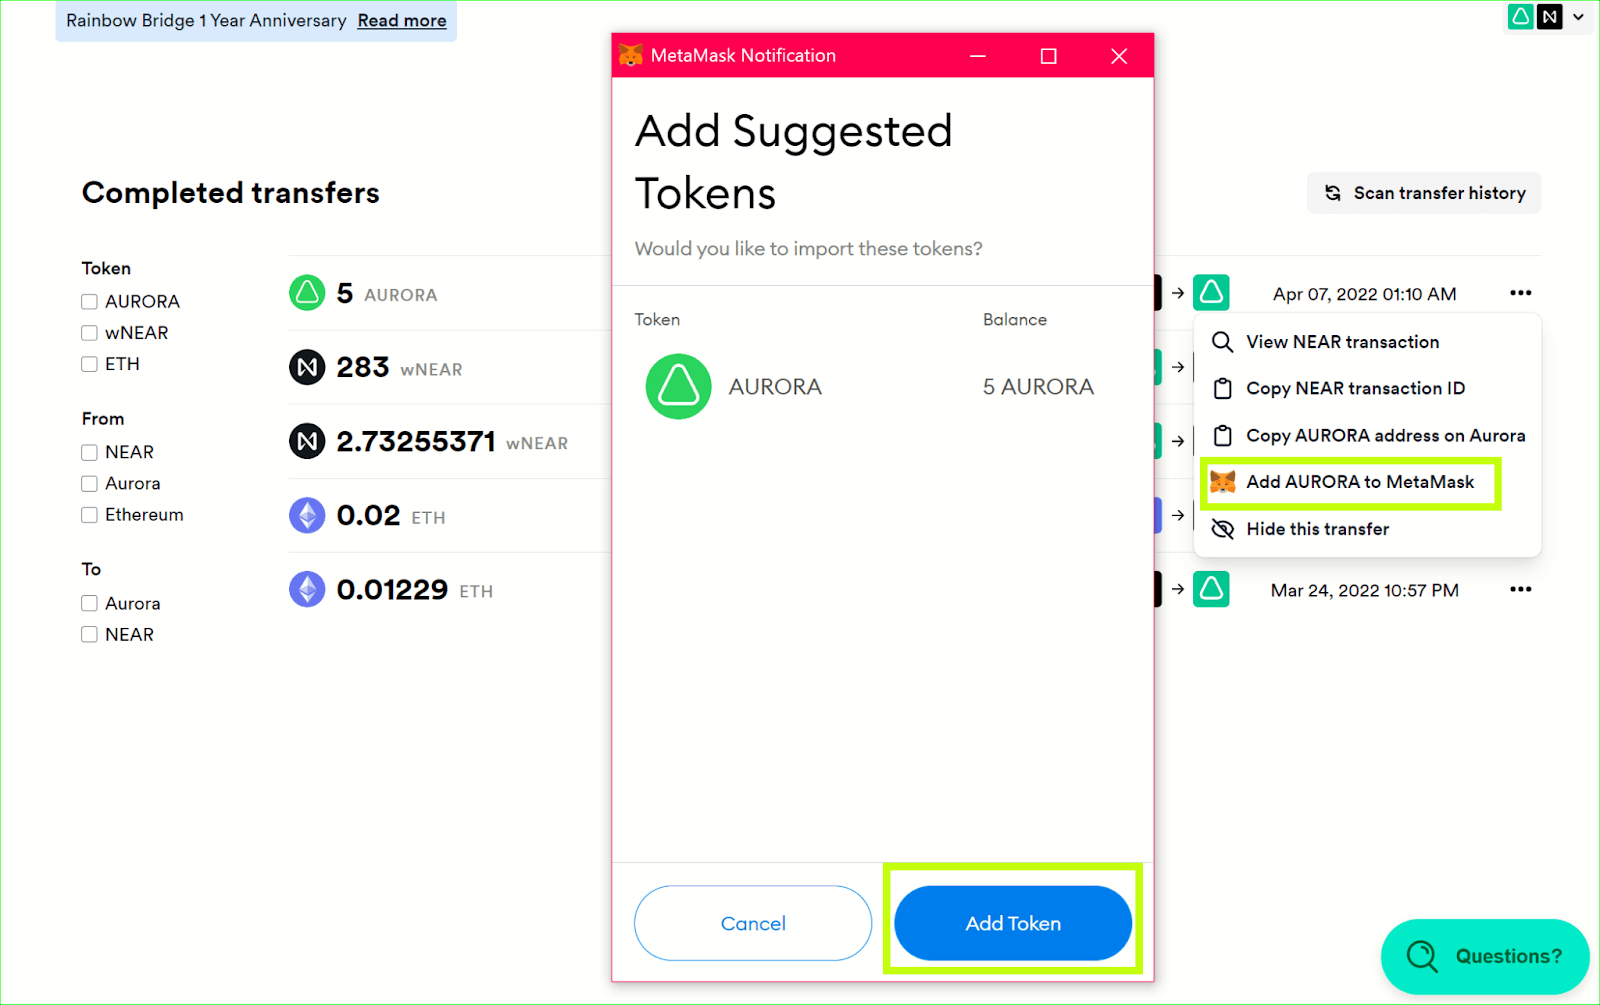 Rainbow Bridge 1 Year Anniversary Read more
MetaMask Notification
Add Suggested
Tokens
Would you like to import these tokens?
Token Balance
AURORA 5 AURORA
Cancel Add Token
Completed transfers
Scan transfer history
Token
AURORA
wNEAR
ETH
From
NEAR
Aurora
Ethereum
To
Aurora
NEAR
5 AURORA
283 wNEAR
2.73255371 wNEAR
0.02 ETH
0.01229 ETH
Apr 07, 2022 01:10 AM
View NEAR transaction
Copy NEAR transaction ID
Copy AURORA address on Aurora
Add AURORA to MetaMask
Hide this transfer
Mar 24, 2022 10:57 PM
Questions?